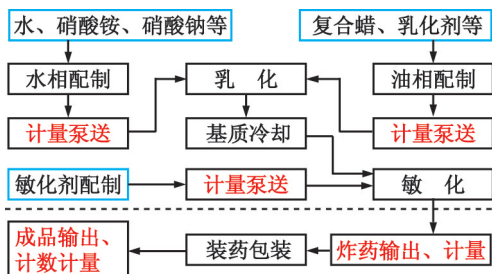 水、硝酸铵、硝酸钠等
复合蜡、乳化剂等
水相配制
乳 化
油相配制
计量泵送
基质冷却
计量泵送
敏化剂配制
计量泵送
敏 化
成品输出、
计数计量
装药包装
炸药输出、计量